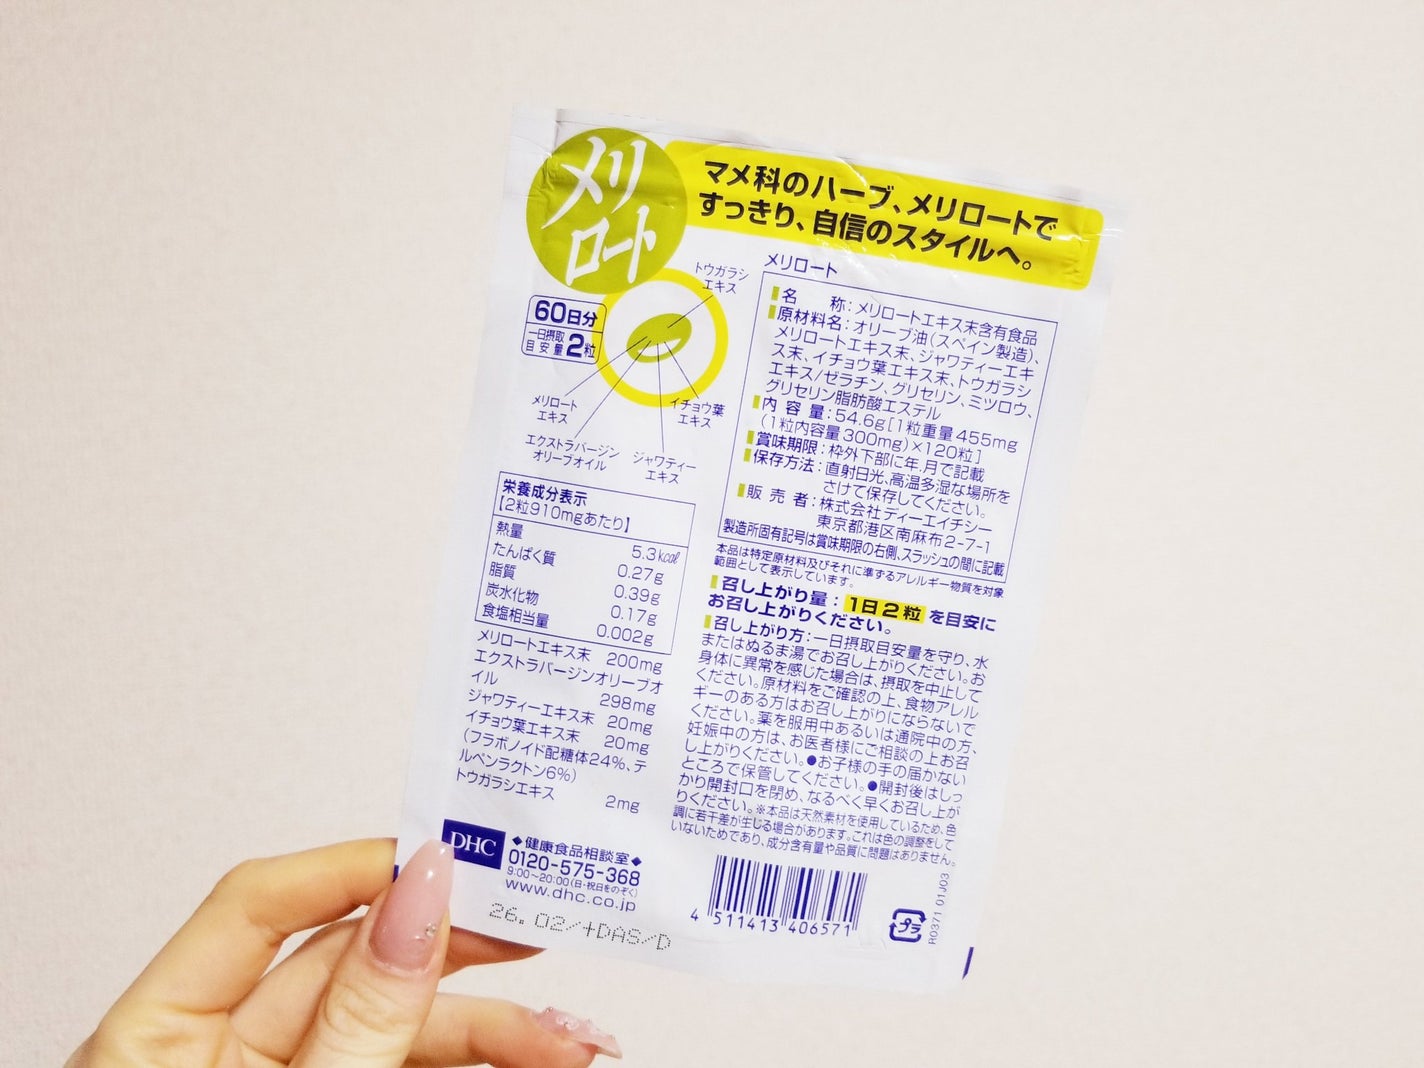 メリ
ロート
マメ科のハーブ、メリロートで
すっきり、自信のスタイルへ。
60日分
一日摂取
目安量 2粒
トウガラシ
エキス
メリロート
エキス
イチョウ葉
エキス
エクストラバージン
オリーブオイル
ジャワティー
エキス
栄養成分表示
[2粒910mgあたり]
熱量 5.3kcal
たんぱく質 0.27g
脂質 0.39g
炭水化物 0.17g
食塩相当量 0.002g
メリロートエキス末 200mg
エクストラバージンオリーブオ
イル 298mg
ジャワティーエキス末 20mg
イチョウ葉エキス末 20mg
(フラボノイド配糖体24%、テ
ルペンラクトン6%)
トウガラシエキス 2mg
DHC
◆健康食品相談室◆
0120-575-368
9:00~20:00(日・祝日をのぞく)
www.dhc.co.jp
26.02/+DAS/D
メリロート
名 称:メリロートエキス末含有食品
原材料名:オリーブ油(スペイン製造)、
メリロートエキス末、ジャワティーエキ
ス末、イチョウ葉エキス末、トウガラシ
エキス/ゼラチン、グリセリン、ミツロウ、
グリセリン脂肪酸エステル
内容量:54.6g[1粒重量455mg
(1粒内容量300mg)×120粒]
賞味期限:枠外下部に年,月で記載
保存方法:直射日光、高温多湿な場所を
さけて保存してください。
販売者:株式会社ディーエイチシー
東京都港区南麻布2-7-1
製造所固有記号は賞味期限の右側、スラッシュの間に記載
本品は特定原材料及びそれに準ずるアレルギー物質を対象
範囲として表示しています。
召し上がり量:1日2粒を目安に
お召し上がりください。
召し上がり方:一日摂取目安量を守り、水
またはぬるま湯でお召し上がりください。お
身体に異常を感じた場合は、摂取を中止して
ください。原材料をご確認の上、食物アレル
ギーのある方はお召し上がりにならないで
ください。薬を服用中あるいは通院中の方、
妊娠中の方は、お医者様にご相談の上お召
し上がりください。●お子様の手の届かない
ところで保管してください。●開封後はしっ
かり開封口を閉め、なるべく早くお召し上が
りください。※本品は天然素材を使用しているため、色
調に若干差が生じる場合があります。これは色の調整をして
いないためであり、成分含有量や品質に問題はありません。
4 511413 406571
プラ
R0371 01J03